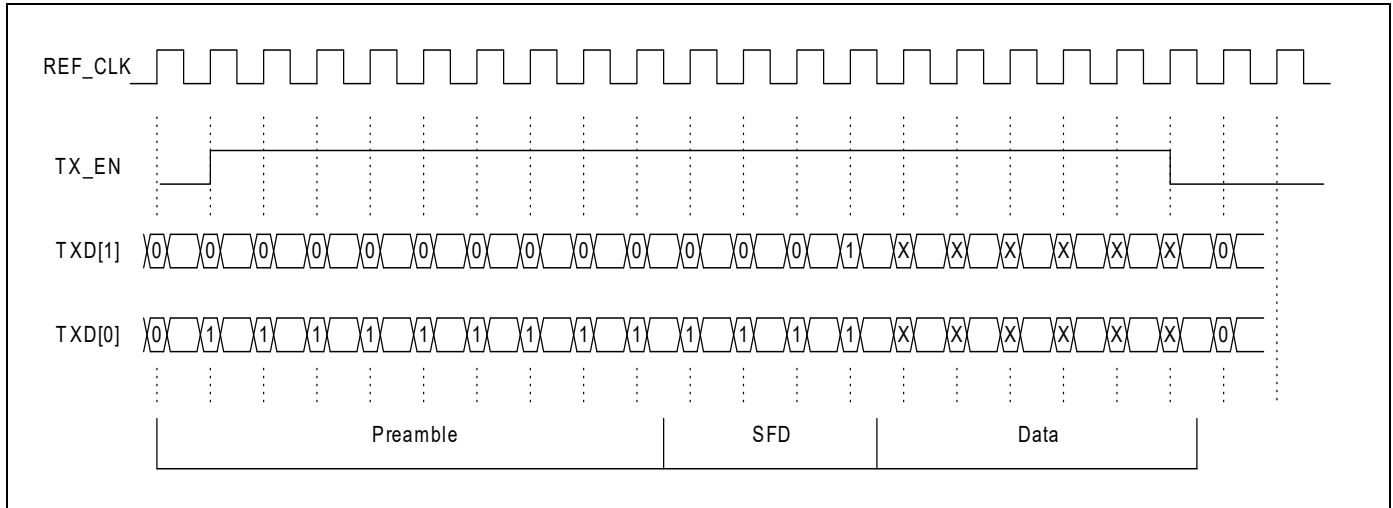 REF_CLK
TX_EN
TXD[1] 0 0 0 0 0 0 0 0 0 0 0 0 0 1 X X X X X X 0
TXD[0] 0 1 1 1 1 1 1 1 1 1 1 1 1 1 X X X X X X 0
Preamble SFD Data